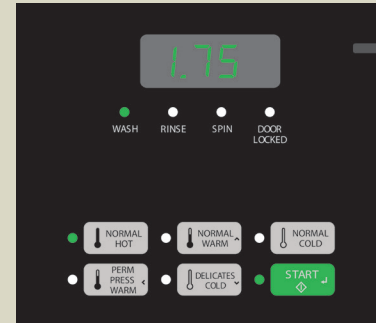 1.75
WASH RINSE SPIN DOOR
LOCKED
NORMAL
HOT
NORMAL
WARM
NORMAL
COLD
PERM
PRESS
WARM
DELICATES
COLD
START